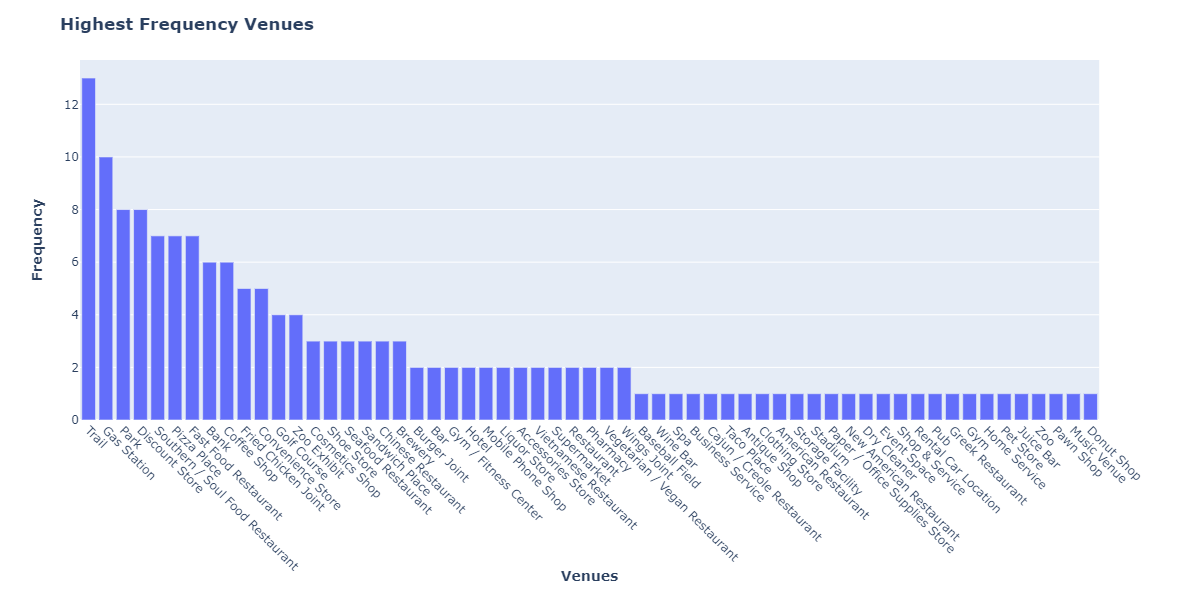 Highest Frequency Venues
Frequency
12
10
8
6
4
2
0
Trail
Gas Station
Park
Discount Store
Southern / Soul Food Restaurant
Pizza Place
Fast Food Restaurant
Bank
Coffee Shop
Fried Chicken Joint
Convenience Store
Golf Course
Zoo Exhibit
Cosmetics Shop
Shoe Store
Seafood Restaurant
Sandwich Place
Chinese Restaurant
Brewery
Burger Joint
Bar
Gym / Fitness Center
Hotel
Mobile Phone Shop
Liquor Store
Accessories Store
Vietnamese Restaurant
Supermarket
Restaurant
Pharmacy
Vegetarian / Vegan Restaurant
Wings Joint
Baseball Field
Wine Bar
Spa
Business Service
Cajun / Creole Restaurant
Taco Place
Antique Shop
Clothing Store
American Restaurant
Storage Facility
Stadium
Paper / Office Supplies Store
New American Restaurant
Dry Cleaner
Event Space
Shop & Service
Rental Car Location
Pub
Greek Restaurant
Gym
Home Service
Pet Store
Juice Bar
Zoo
Pawn Shop
Music Venue
Donut Shop
Venues